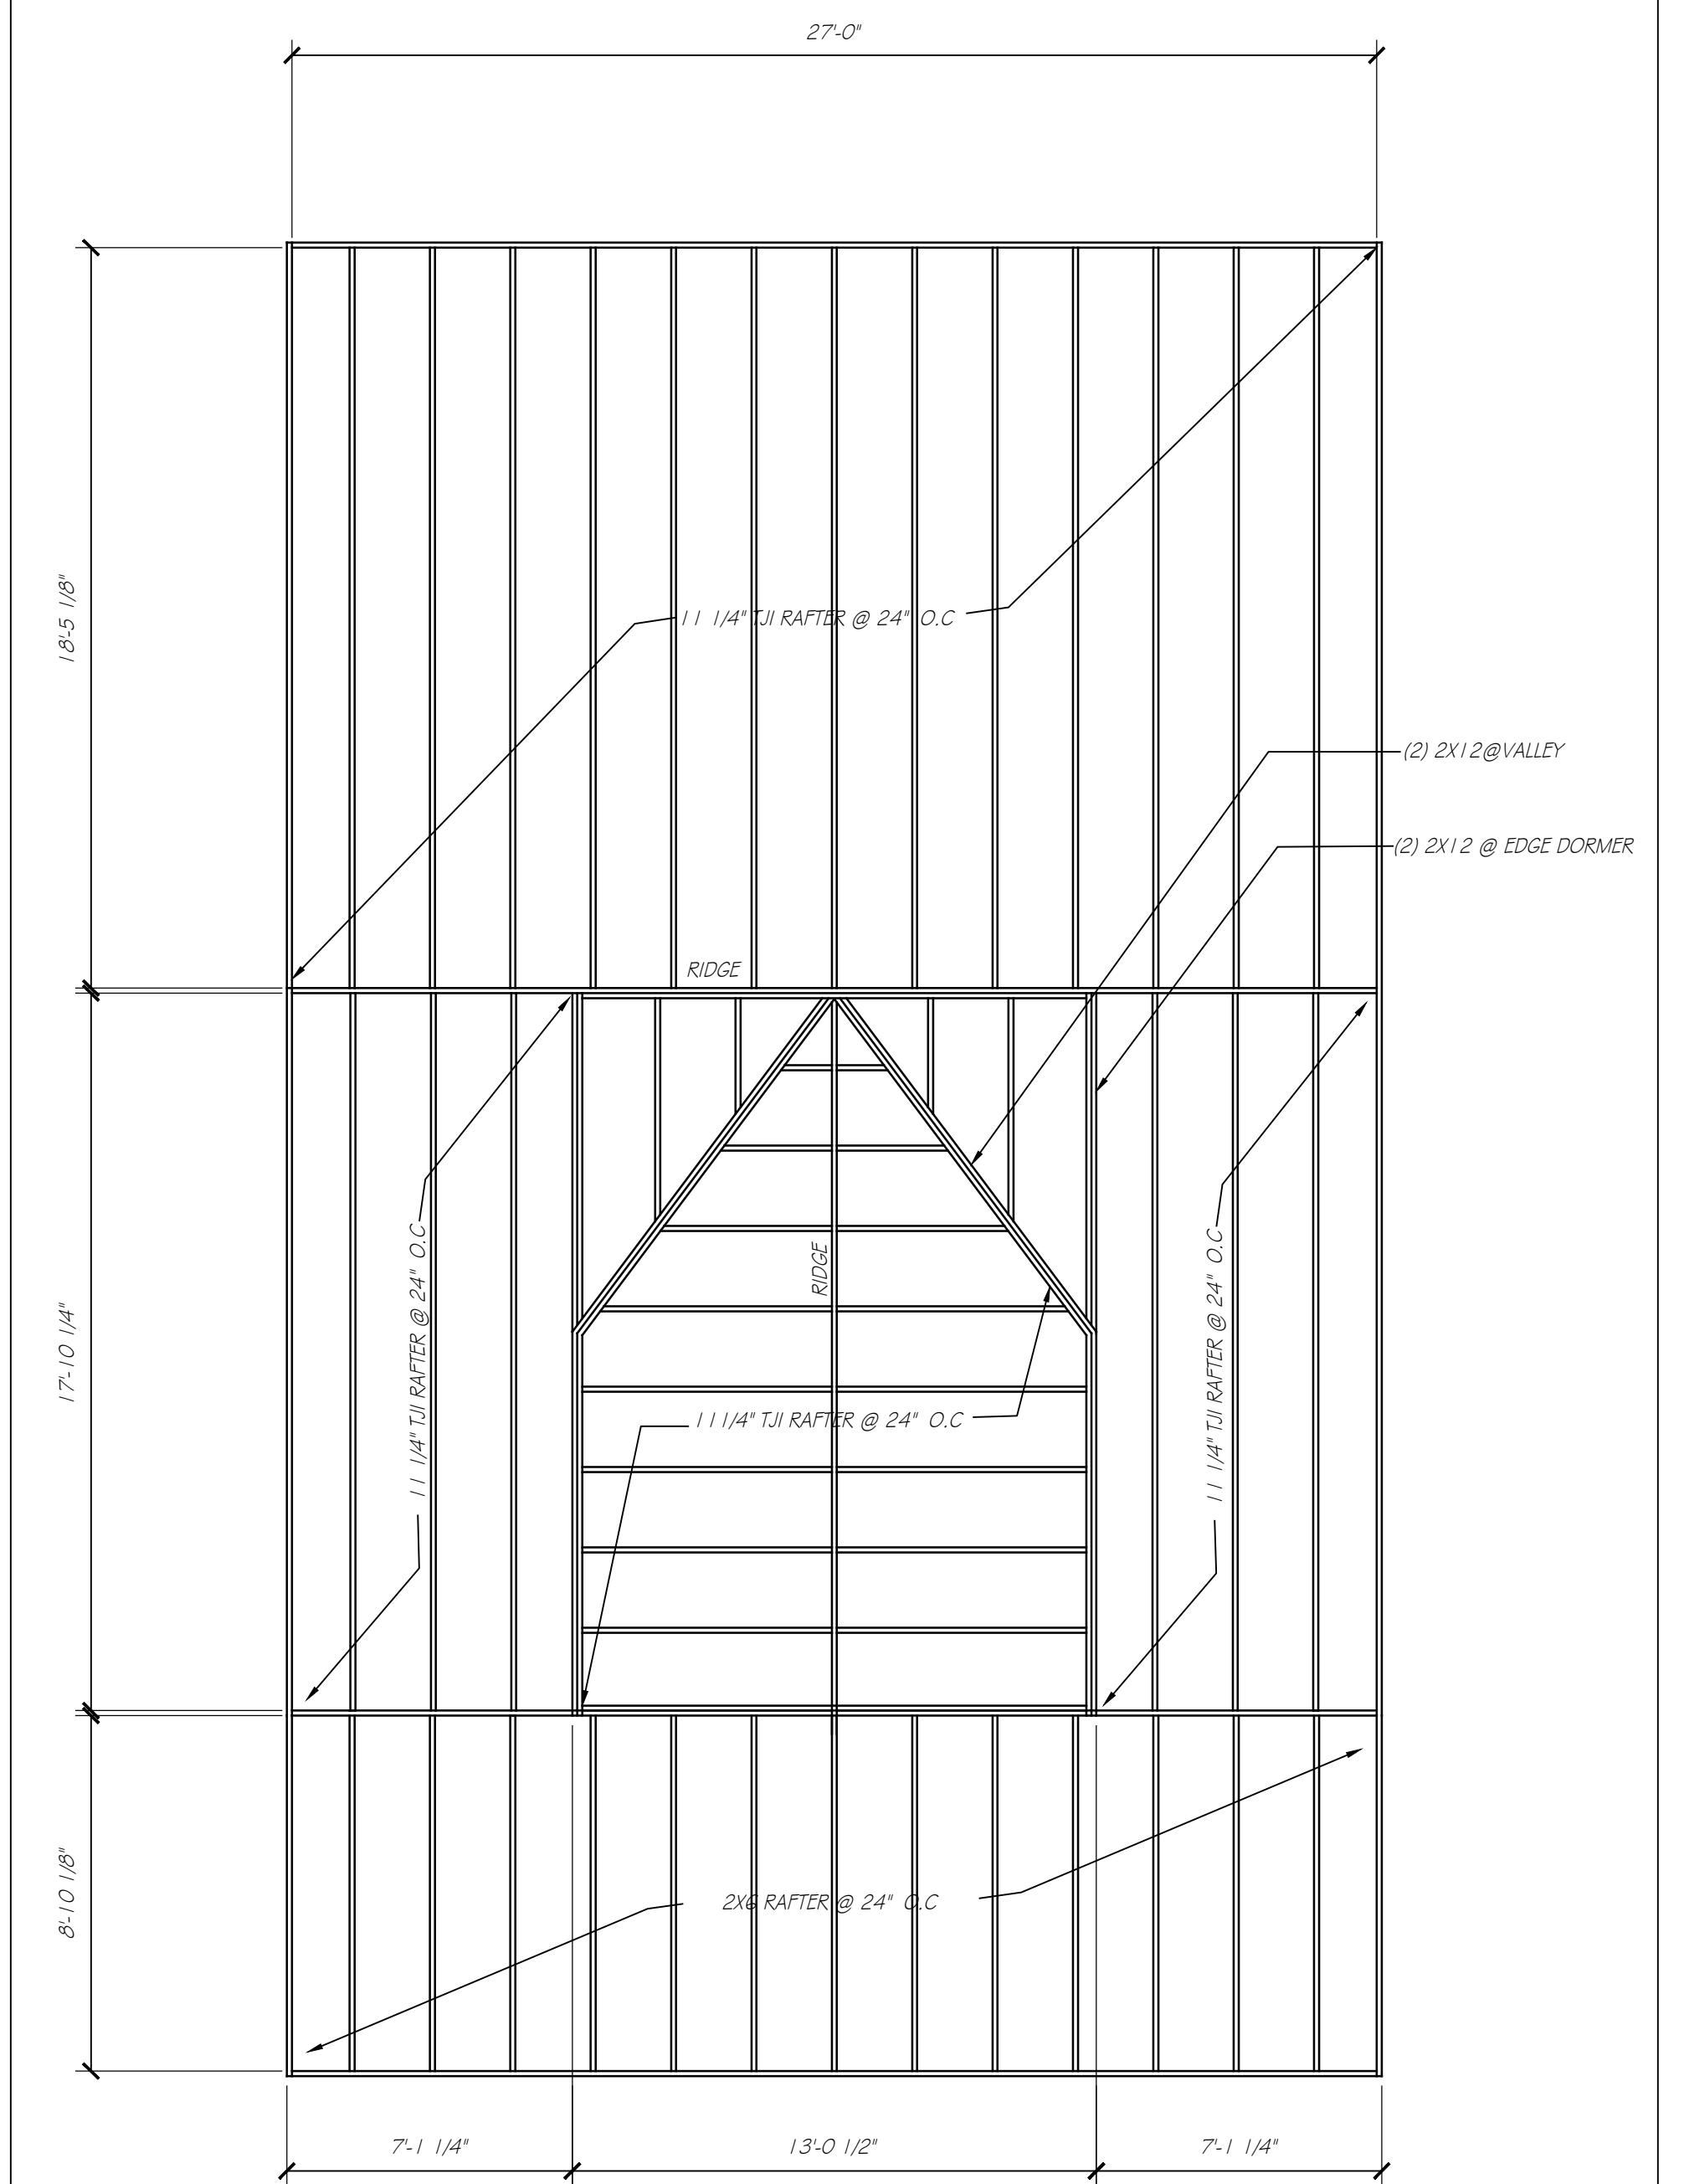 27'-0"
18'-5 1/8"
11 1/4" TJI RAFTER @ 24" O.C
(2) 2X12@VALLEY
(2) 2X12 @ EDGE DORMER
RIDGE
17'-10 1/4"
11 1/4" TJI RAFTER @ 24" O.C
RIDGE
11 1/4" TJI RAFTER @ 24" O.C
11 1/4" TJI RAFTER @ 24" O.C
8'-10 1/8"
2X6 RAFTER @ 24" O.C
7'-1 1/4"
13'-0 1/2"
7'-1 1/4"